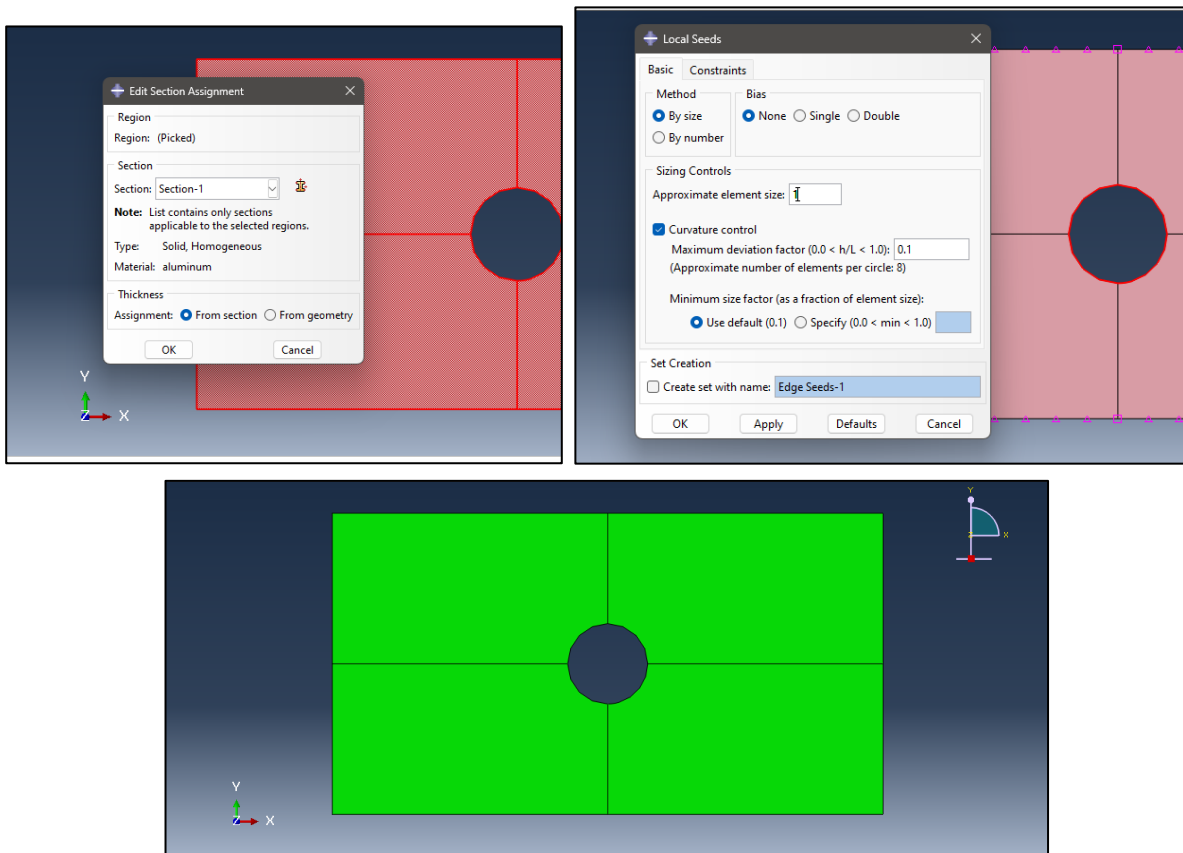 Edit Section Assignment
Region
Region: (Picked)
Section
Section: Section-1
Note: List contains only sections
applicable to the selected regions.
Type: Solid, Homogeneous
Material: aluminum
Thickness
Assignment: From section From geometry
OK Cancel
Y
Z X
Local Seeds
Basic Constraints
Method Bias
By size None Single Double
By number
Sizing Controls
Approximate element size: 1
Curvature control
Maximum deviation factor (0.0 < h/L < 1.0): 0.1
(Approximate number of elements per circle: 8)
Minimum size factor (as a fraction of element size):
Use default (0.1) Specify (0.0 < min < 1.0)
Set Creation
Create set with name: Edge Seeds-1
OK Apply Defaults Cancel
Y
Z X
Y
Z X